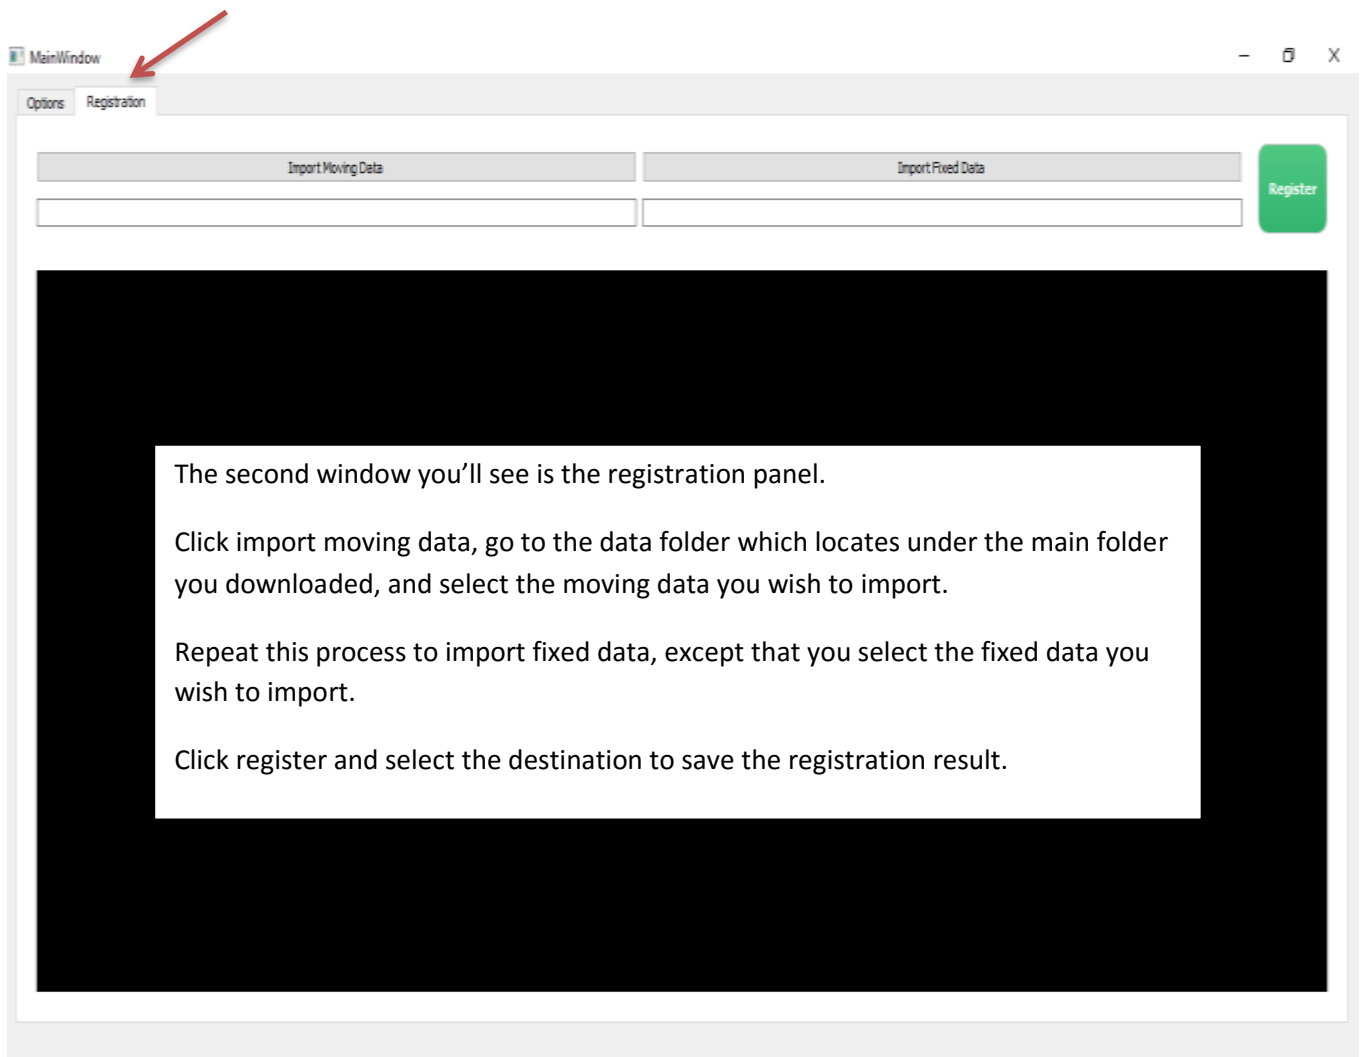 MainWindow
Options Registration
Import Moving Data Import Fixed Data
Register
The second window you’ll see is the registration panel.
Click import moving data, go to the data folder which locates under the main folder
you downloaded, and select the moving data you wish to import.
Repeat this process to import fixed data, except that you select the fixed data you
wish to import.
Click register and select the destination to save the registration result.